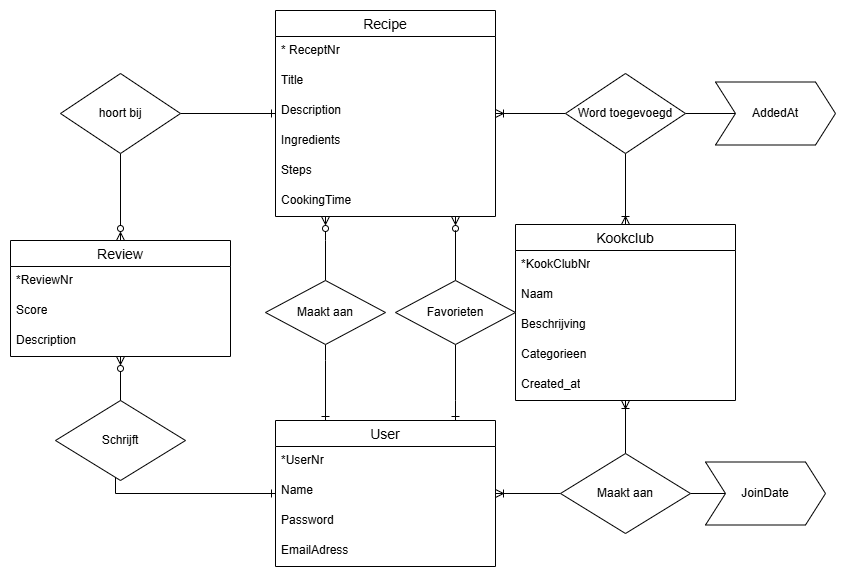 Recipe
* ReceptNr
Title
Description
Ingredients
Steps
CookingTime
hoort bij
Word toegevoegd
AddedAt
Review
*ReviewNr
Score
Description
Kookclub
*KookClubNr
Naam
Beschrijving
Categorieen
Created_at
Maakt aan
Favorieten
Schrijft
User
*UserNr
Name
Password
EmailAdress
Maakt aan
JoinDate